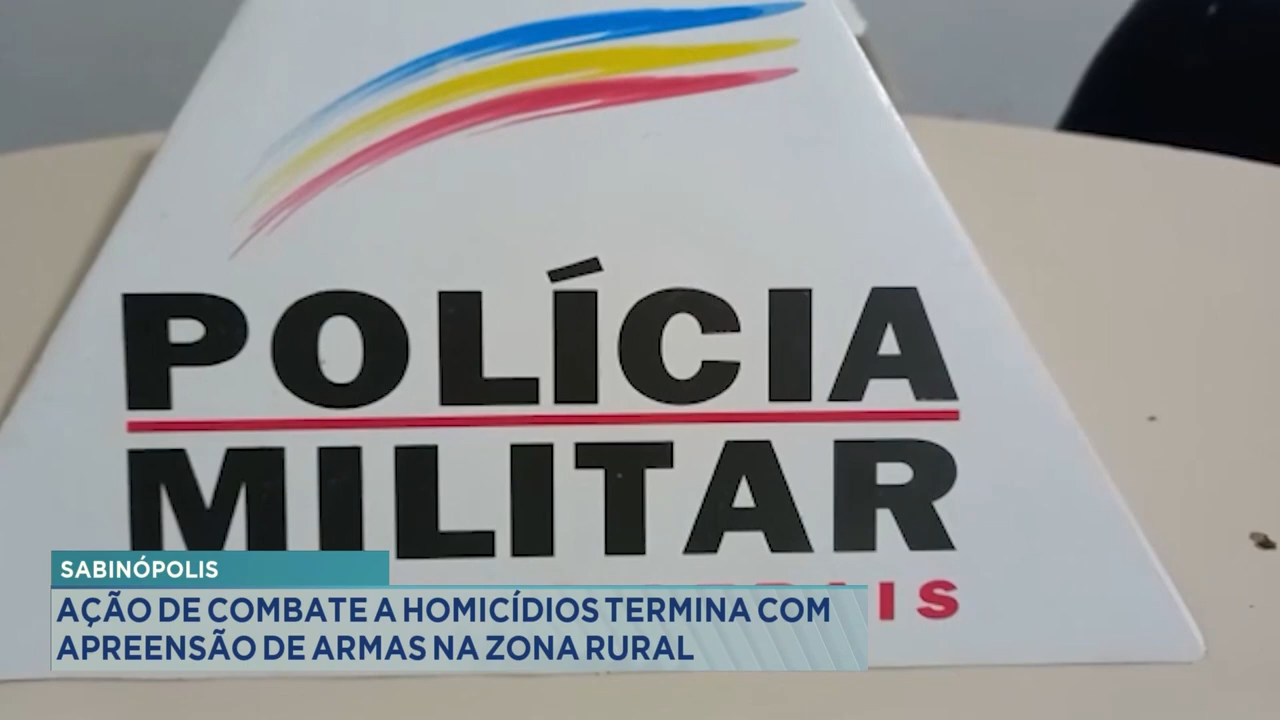 POLÍCIA
MILITAR
SABINÓPOLIS
AÇÃO DE COMBATE A HOMICÍDIOS TERMINA COM
APREENSÃO DE ARMAS NA ZONA RURAL